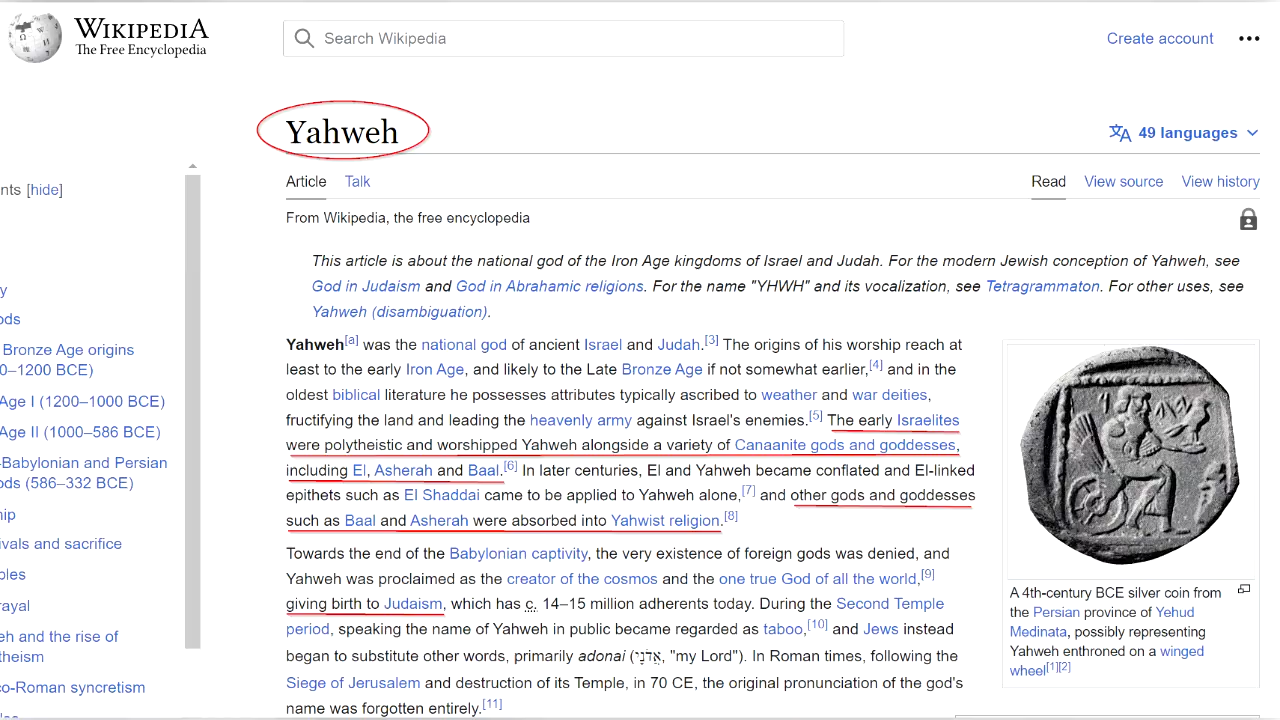 WIKIPEDIA
The Free Encyclopedia
Search Wikipedia
Create account
Yahweh
49 languages
Article Talk
Read View source View history
From Wikipedia, the free encyclopedia
nts [hide]
y
ods
Bronze Age origins
0–1200 BCE)
Age I (1200–1000 BCE)
Age II (1000–586 BCE)
-Babylonian and Persian
ods (586–332 BCE)
hip
ivals and sacrifice
ples
rayal
eh and the rise of
theism
co-Roman syncretism
This article is about the national god of the Iron Age kingdoms of Israel and Judah. For the modern Jewish conception of Yahweh, see
God in Judaism and God in Abrahamic religions. For the name "YHWH" and its vocalization, see Tetragrammaton. For other uses, see
Yahweh (disambiguation).
Yahweh[a] was the national god of ancient Israel and Judah.[3] The origins of his worship reach at
least to the early Iron Age, and likely to the Late Bronze Age if not somewhat earlier,[4] and in the
oldest biblical literature he possesses attributes typically ascribed to weather and war deities,
fructifying the land and leading the heavenly army against Israel's enemies.[5] The early Israelites
were polytheistic and worshipped Yahweh alongside a variety of Canaanite gods and goddesses,
including El, Asherah and Baal.[6] In later centuries, El and Yahweh became conflated and El-linked
epithets such as El Shaddai came to be applied to Yahweh alone,[7] and other gods and goddesses
such as Baal and Asherah were absorbed into Yahwist religion.[8]
Towards the end of the Babylonian captivity, the very existence of foreign gods was denied, and
Yahweh was proclaimed as the creator of the cosmos and the one true God of all the world,[9]
giving birth to Judaism, which has c. 14–15 million adherents today. During the Second Temple
period, speaking the name of Yahweh in public became regarded as taboo,[10] and Jews instead
began to substitute other words, primarily adonai (אֲדֹנָי, "my Lord"). In Roman times, following the
Siege of Jerusalem and destruction of its Temple, in 70 CE, the original pronunciation of the god's
name was forgotten entirely.[11]
A 4th-century BCE silver coin from
the Persian province of Yehud
Medinata, possibly representing
Yahweh enthroned on a winged
wheel[1][2]